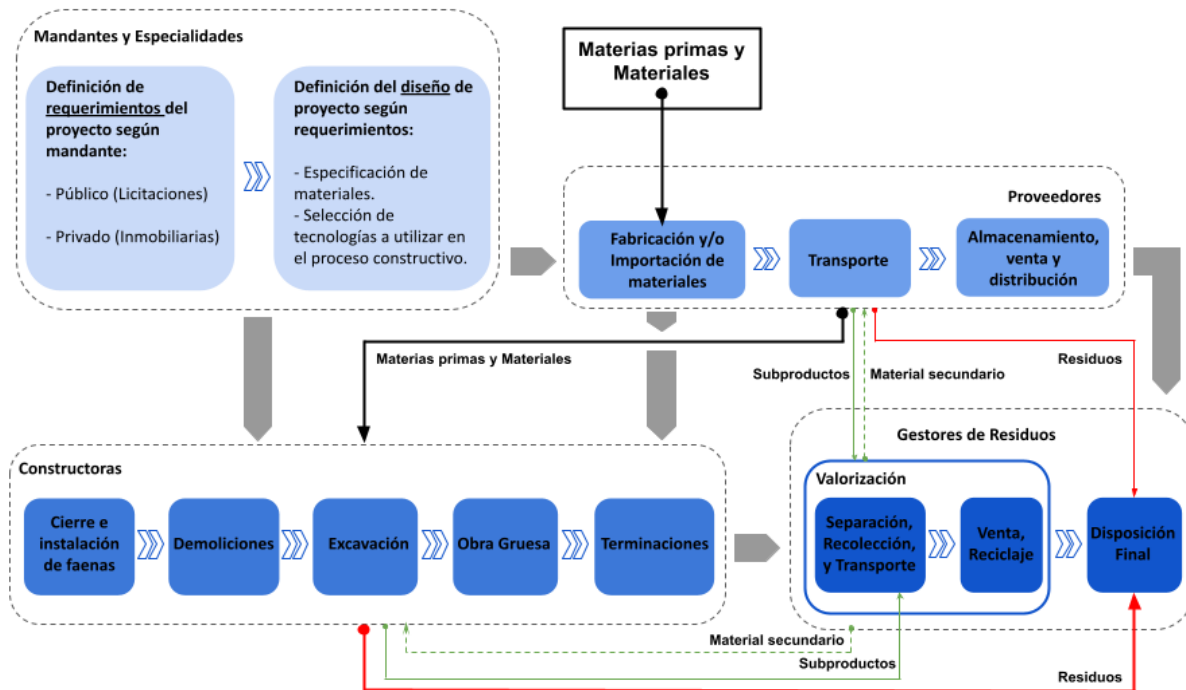 Mandantes y Especialidades
Definición de
requerimientos del
proyecto según
mandante:
- Público (Licitaciones)
- Privado (Inmobiliarias)
Definición del diseño de
proyecto según
requerimientos:
- Especificación de
materiales.
- Selección de
tecnologías a utilizar en
el proceso constructivo.
Materias primas y
Materiales
Proveedores
Fabricación y/o
Importación de
materiales
Transporte
Almacenamiento,
venta y
distribución
Materias primas y Materiales
Subproductos
Material secundario
Residuos
Constructoras
Cierre e
instalación
de faenas
Demoliciones
Excavación
Obra Gruesa
Terminaciones
Gestores de Residuos
Valorización
Separación,
Recolección,
y Transporte
Venta,
Reciclaje
Disposición
Final
Material secundario
Subproductos
Residuos